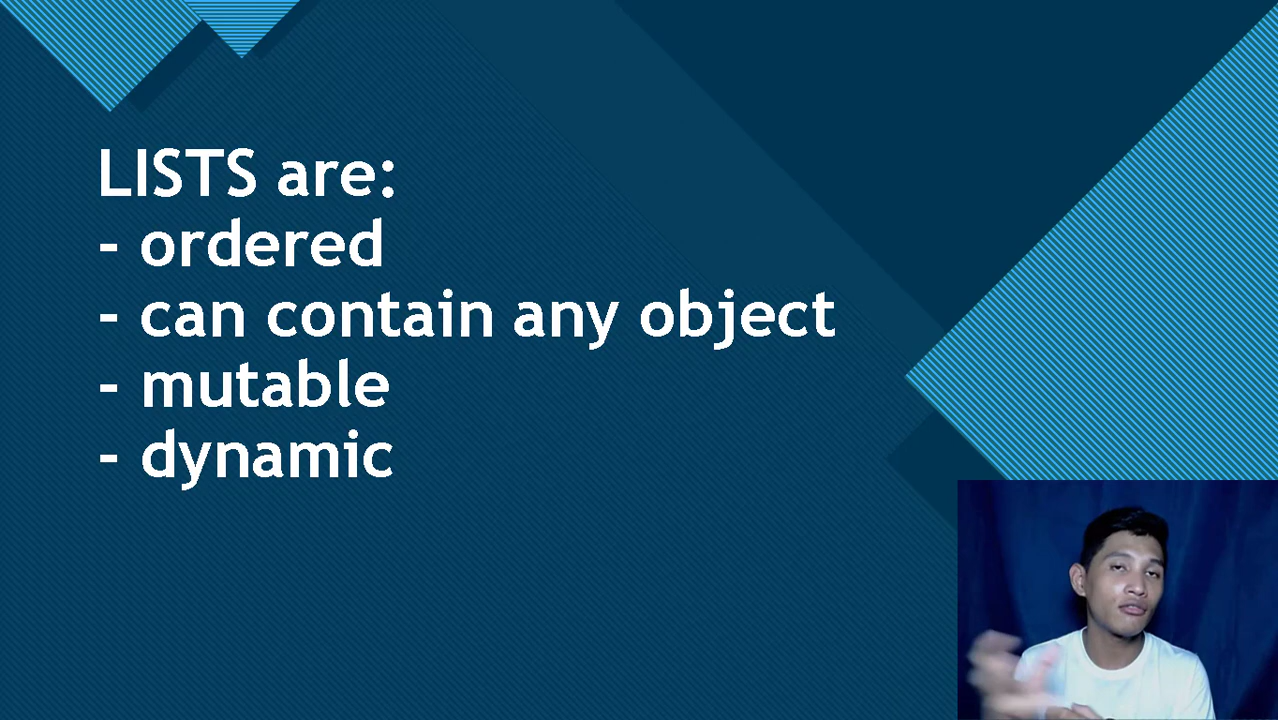 LISTS are:
- ordered
- can contain any object
- mutable
- dynamic